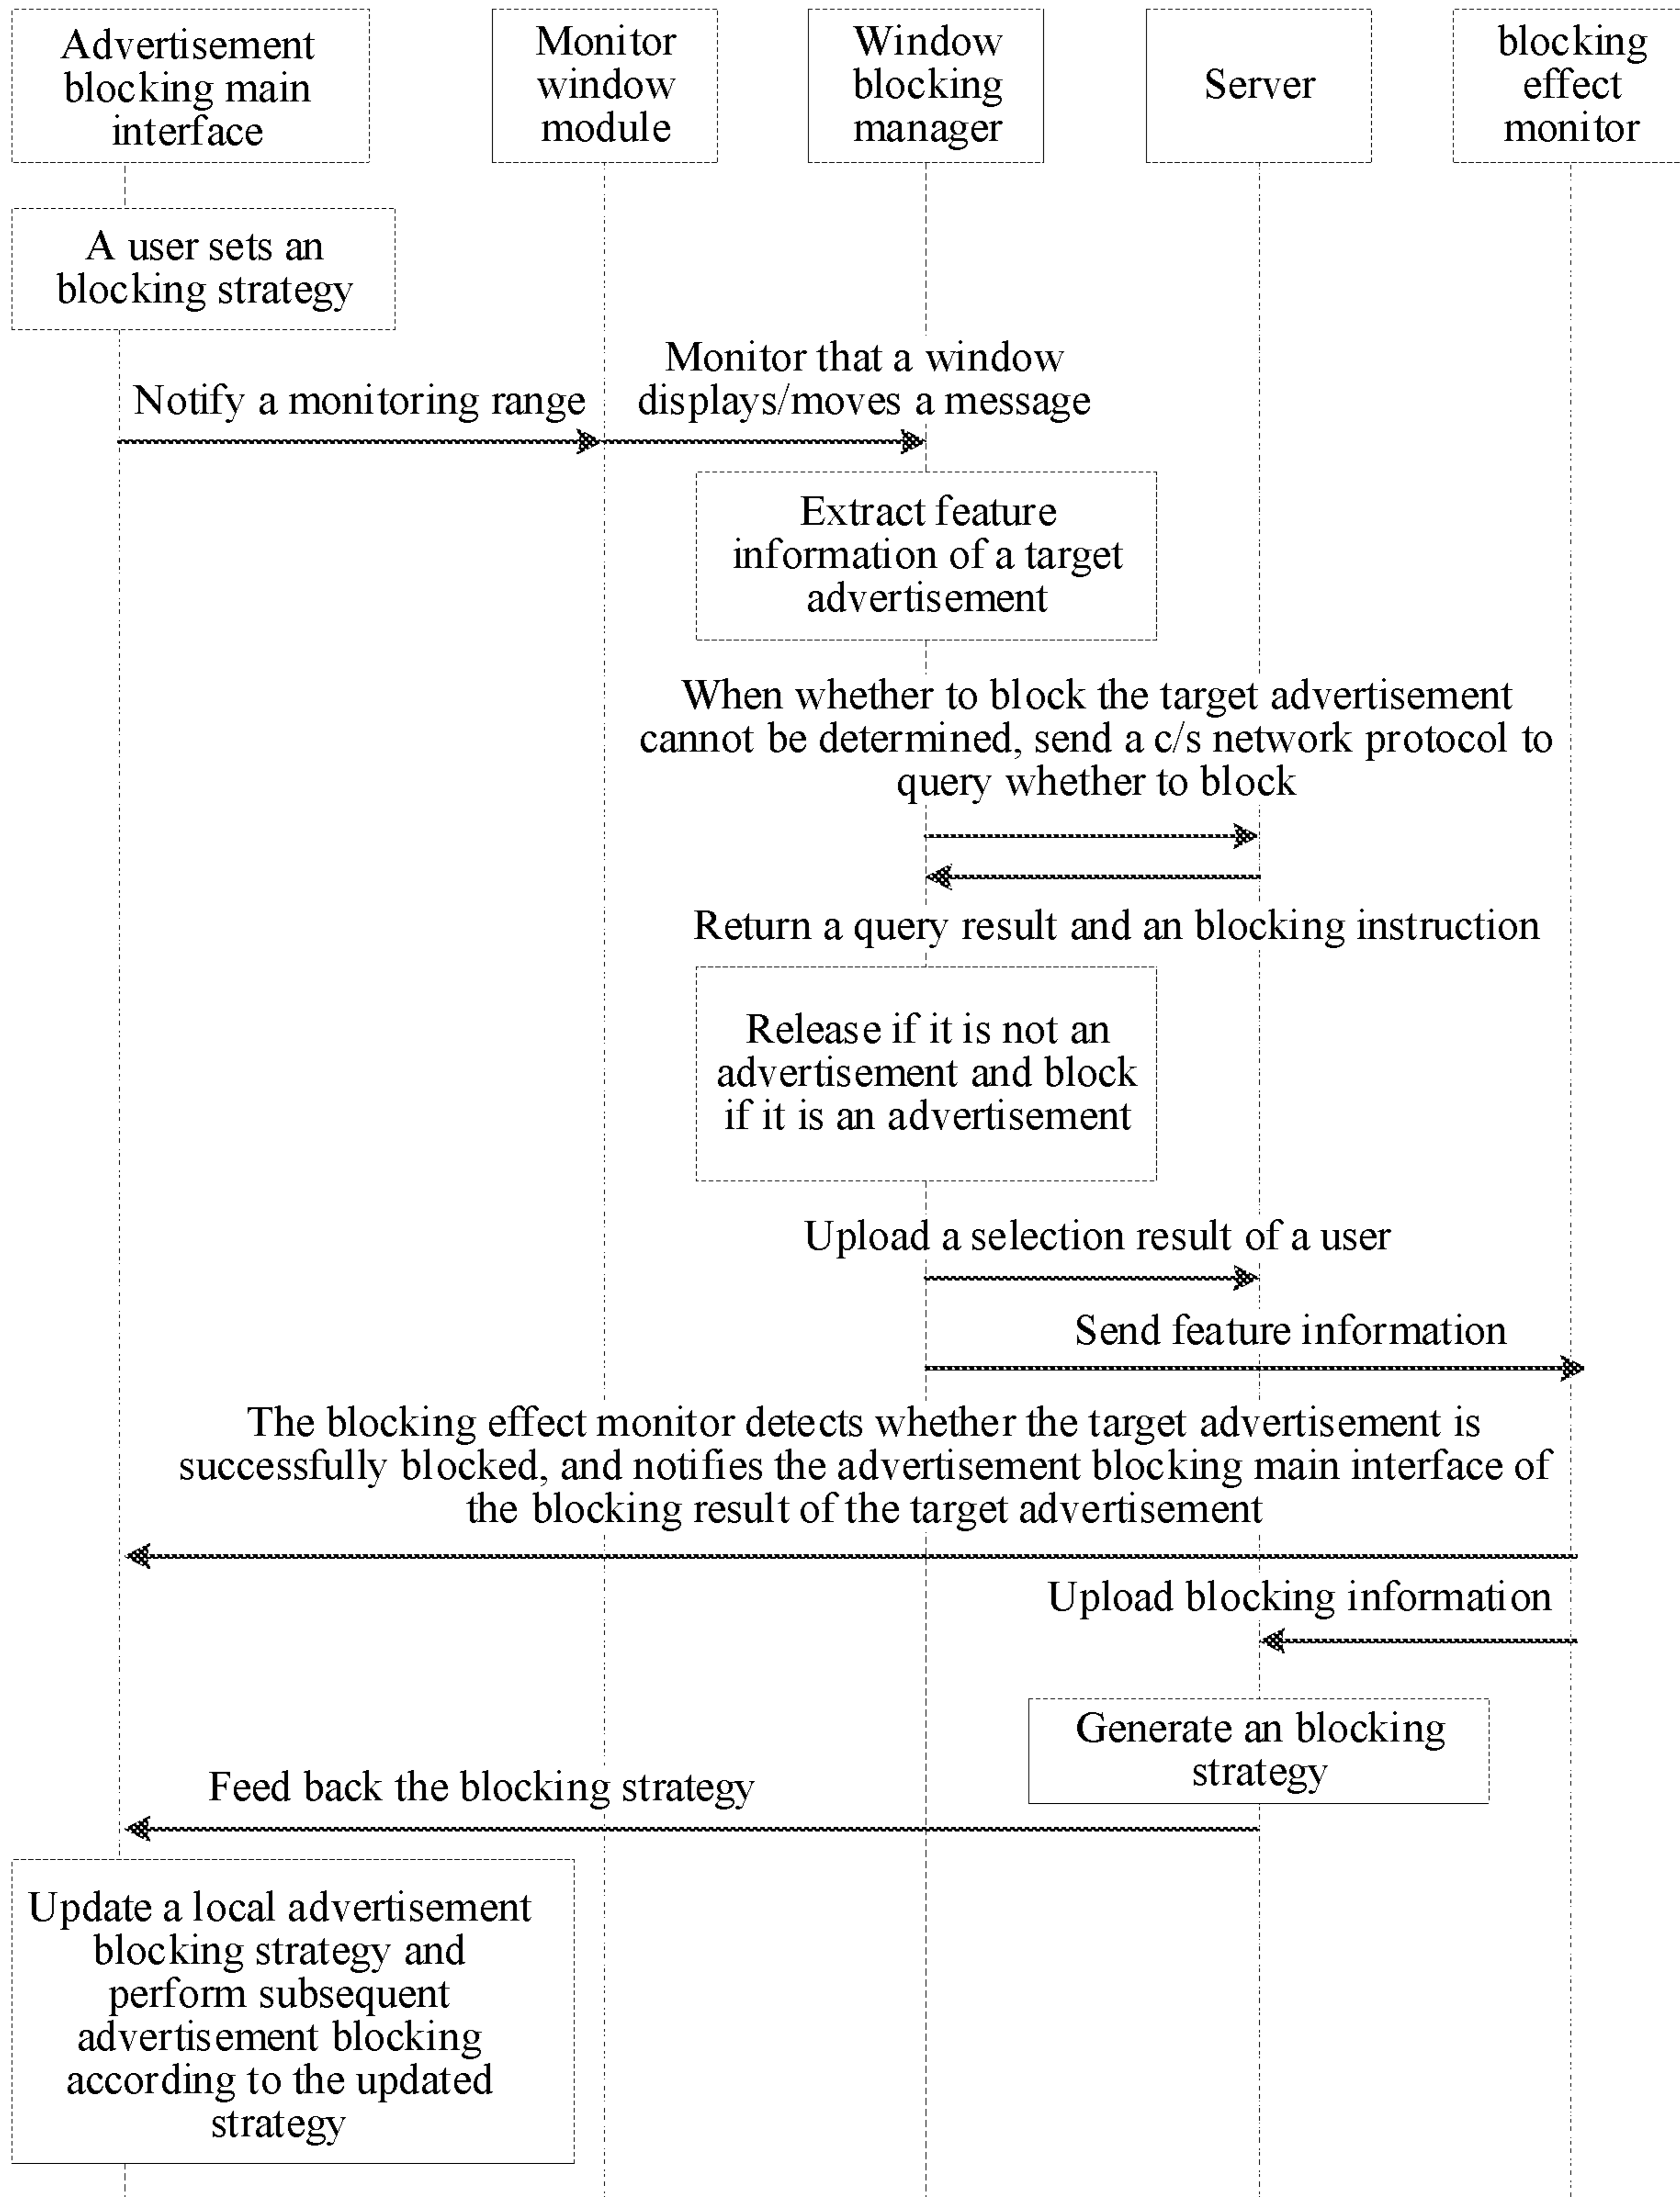 Advertisement
blocking main
interface
Monitor
window
module
Window
blocking
manager
Server
blocking
effect
monitor
A user sets an
blocking strategy
Notify a monitoring range
Monitor that a window
displays/moves a message
Extract feature
information of a target
advertisement
When whether to block the target advertisement
cannot be determined, send a c/s network protocol to
query whether to block
Return a query result and an blocking instruction
Release if it is not an
advertisement and block
if it is an advertisement
Upload a selection result of a user
Send feature information
The blocking effect monitor detects whether the target advertisement is
successfully blocked, and notifies the advertisement blocking main interface of
the blocking result of the target advertisement
Upload blocking information
Generate an blocking
strategy
Feed back the blocking strategy
Update a local advertisement
blocking strategy and
perform subsequent
advertisement blocking
according to the updated
strategy